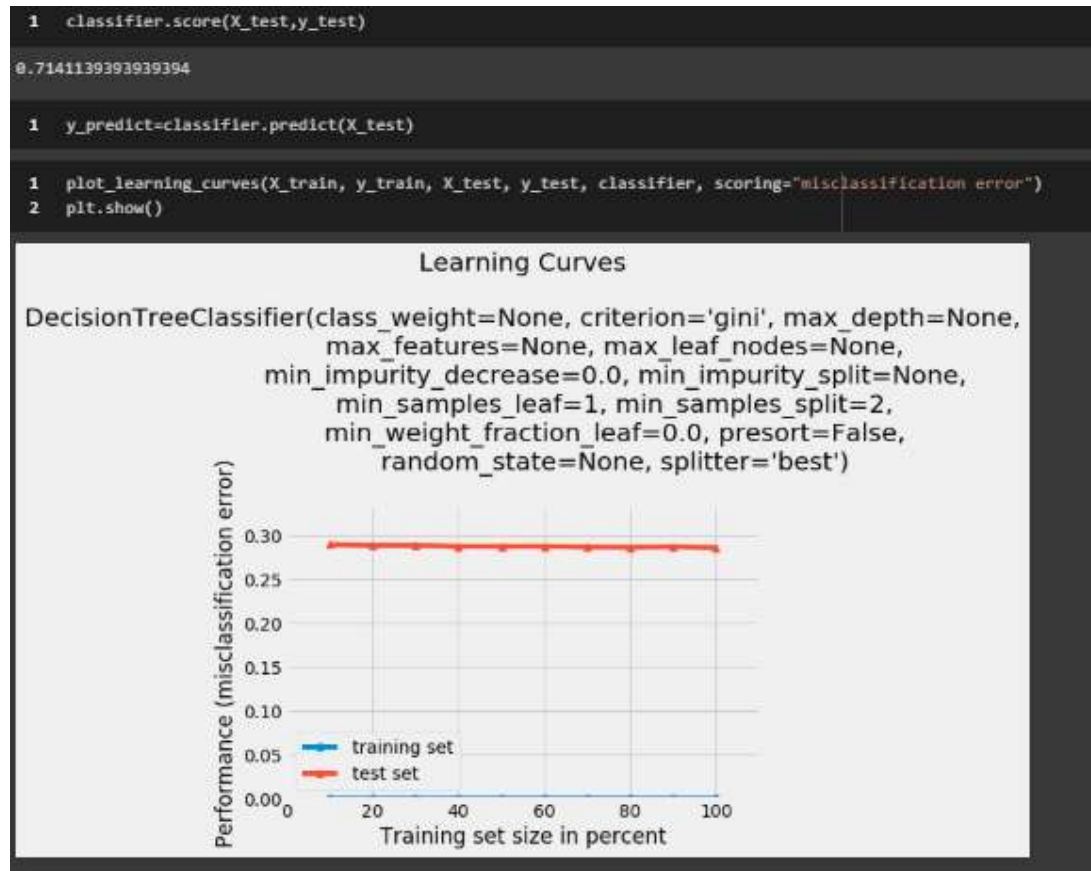 1 classifier.score(X_test,y_test)
0.7141139393939394
1 y_predict=classifier.predict(X_test)
1 plot_learning_curves(X_train, y_train, X_test, y_test, classifier, scoring="misclassification error")
2 plt.show()
Learning Curves
DecisionTreeClassifier(class_weight=None, criterion='gini', max_depth=None,
max_features=None, max_leaf_nodes=None,
min_impurity_decrease=0.0, min_impurity_split=None,
min_samples_leaf=1, min_samples_split=2,
min_weight_fraction_leaf=0.0, presort=False,
random_state=None, splitter='best')
Performance (misclassification error)
0.30
0.25
0.20
0.15
0.10
0.05
0.00
training set
test set
0 20 40 60 80 100
Training set size in percent